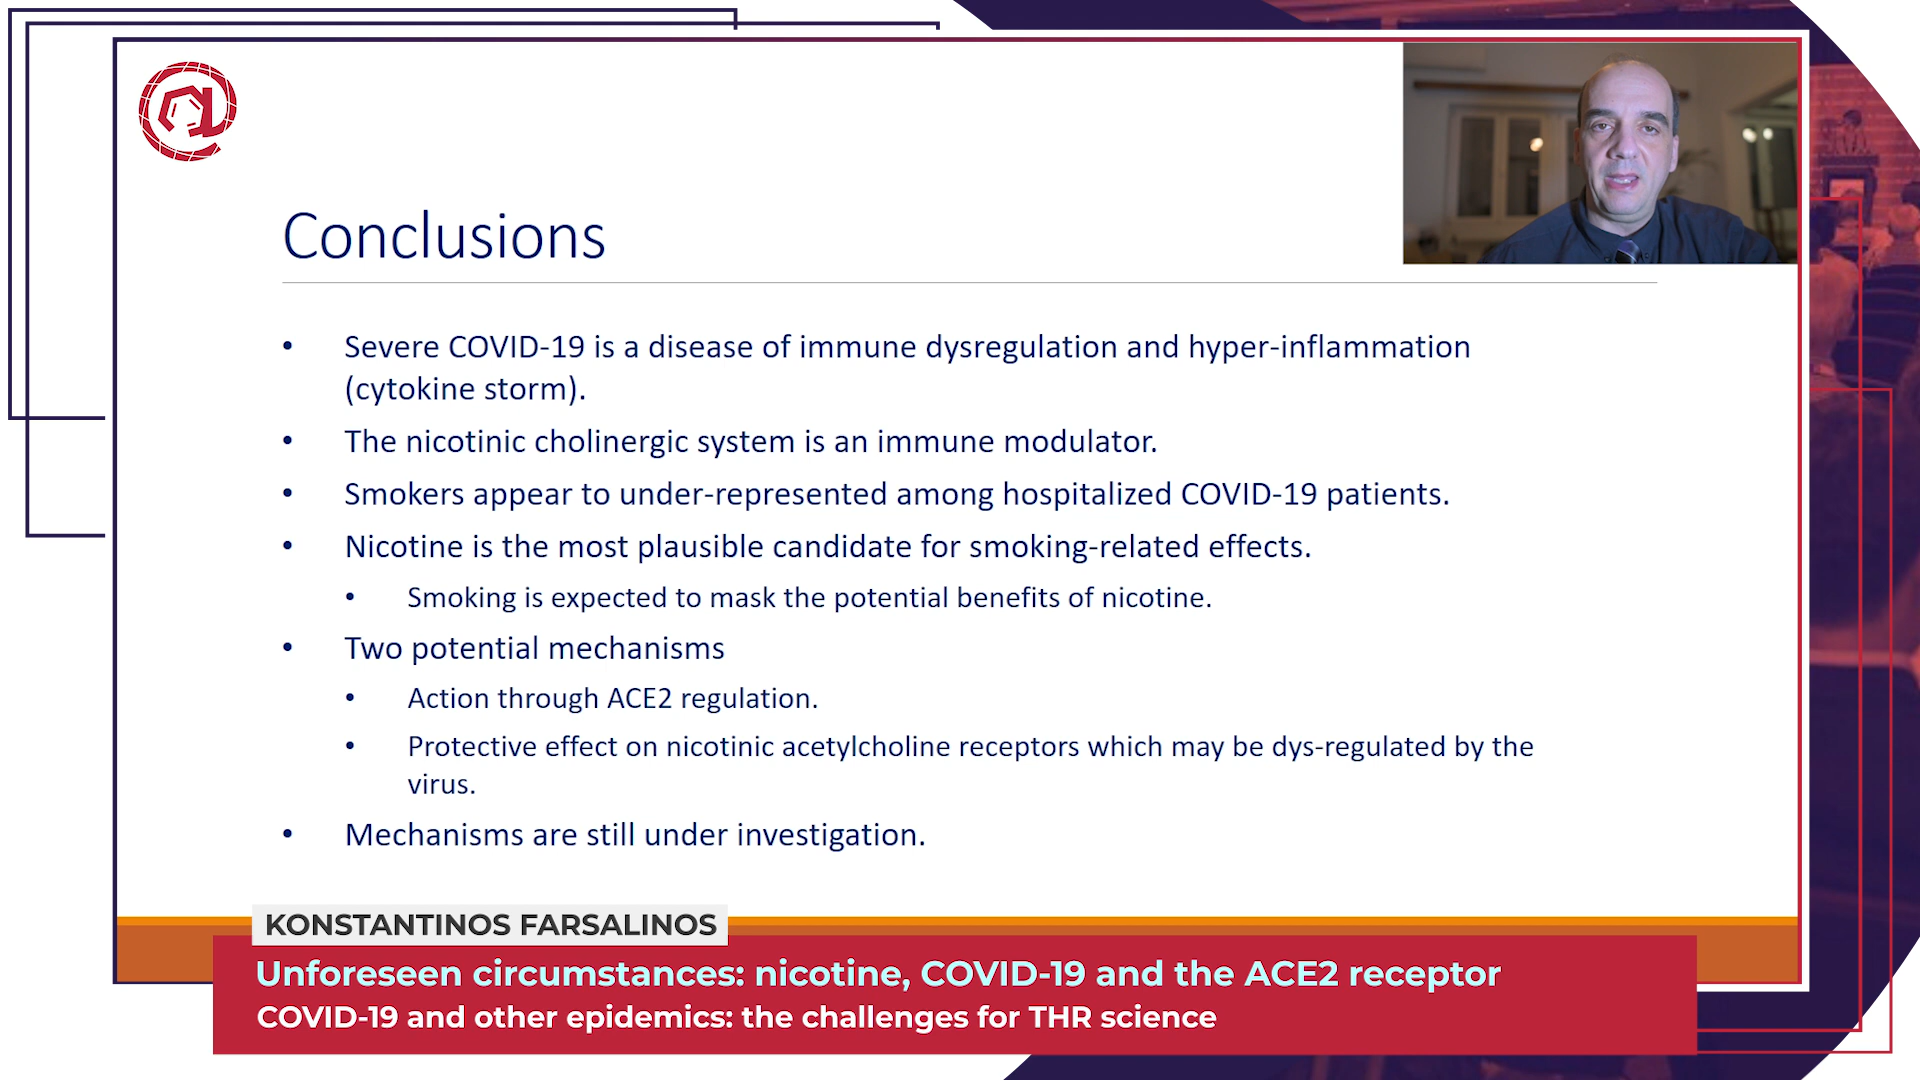 Conclusions
• Severe COVID-19 is a disease of immune dysregulation and hyper-inflammation
(cytokine storm).
• The nicotinic cholinergic system is an immune modulator.
• Smokers appear to under-represented among hospitalized COVID-19 patients.
• Nicotine is the most plausible candidate for smoking-related effects.
• Smoking is expected to mask the potential benefits of nicotine.
• Two potential mechanisms
• Action through ACE2 regulation.
• Protective effect on nicotinic acetylcholine receptors which may be dys-regulated by the
virus.
• Mechanisms are still under investigation.
KONSTANTINOS FARSALINOS
Unforeseen circumstances: nicotine, COVID-19 and the ACE2 receptor
COVID-19 and other epidemics: the challenges for THR science